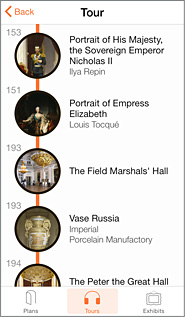 Back
Tour
153
Portrait of His Majesty,
the Sovereign Emperor
Nicholas II
Ilya Repin
151
Portrait of Empress
Elizabeth
Louis Tocqué
193
The Field Marshals' Hall
193
Vase Russia
Imperial
Porcelain Manufactory
194
The Peter the Great Hall
Plans
Tours
Exhibits